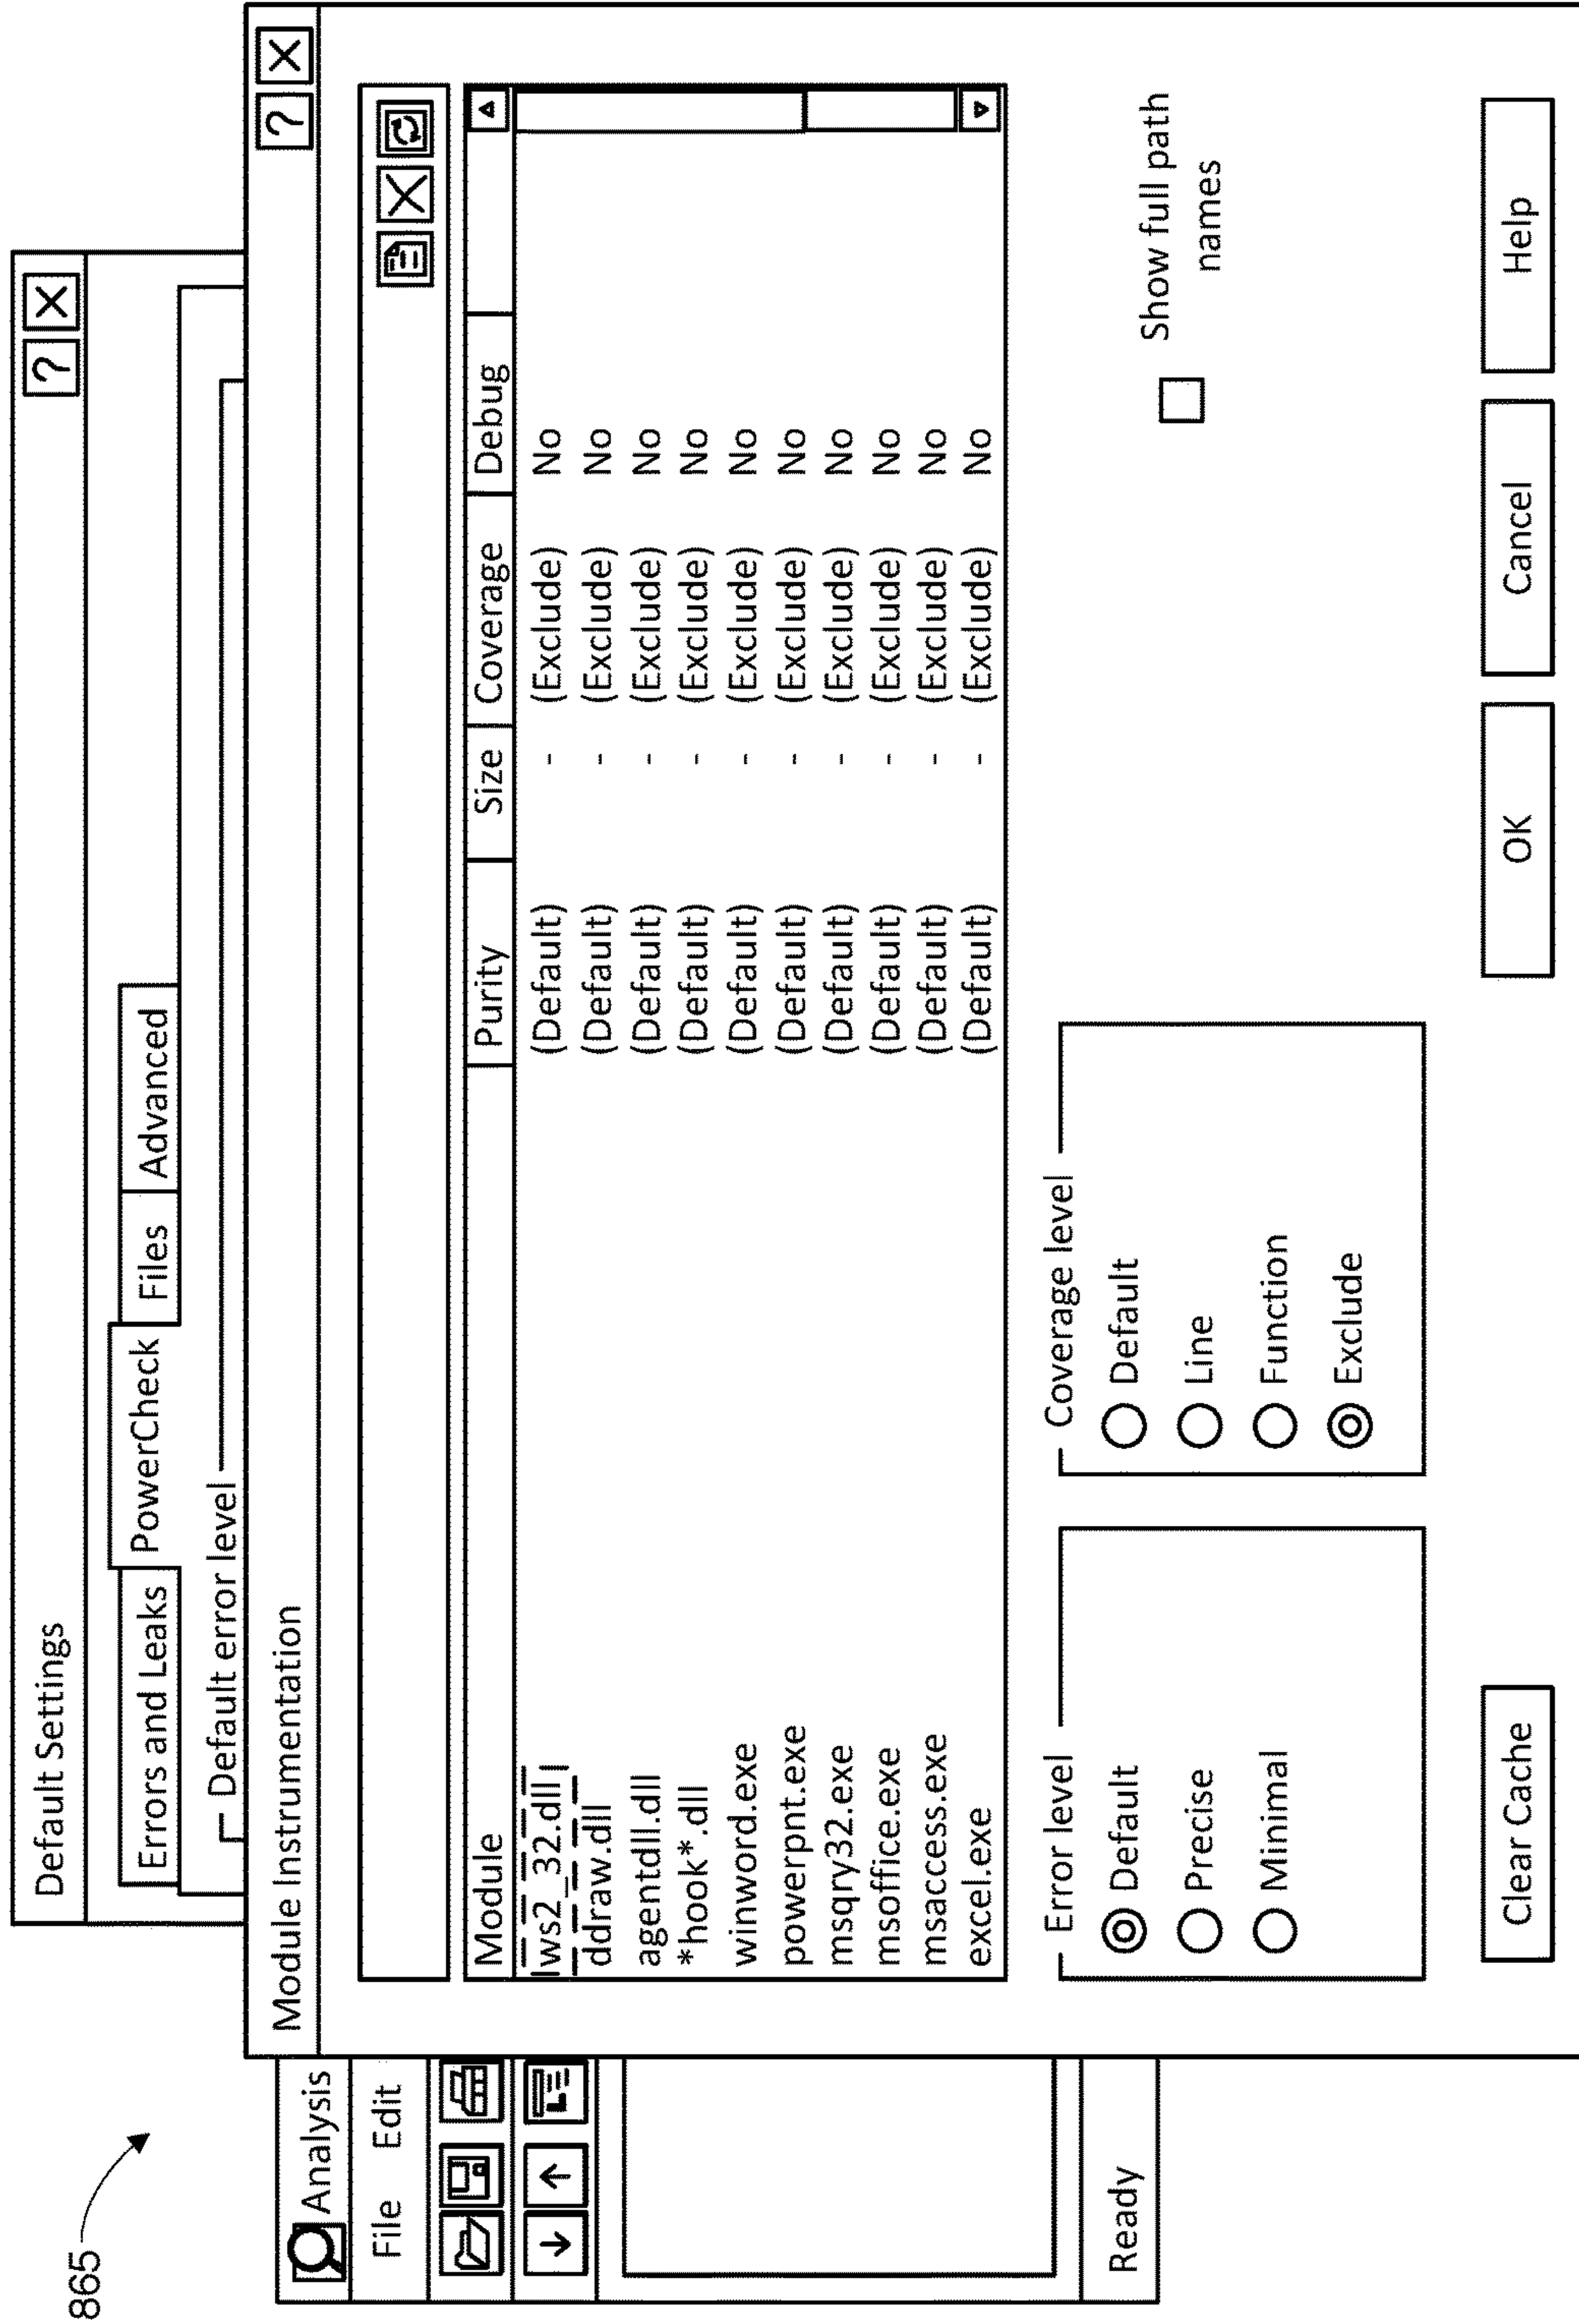 865
Default Settings
? X
Errors and Leaks PowerCheck Files Advanced
Default error level
Analysis
File Edit
Ready
Module Instrumentation
? X
Module Purity Size Coverage Debug
ws2_32.dll (Default) - (Exclude) No
ddraw.dll (Default) - (Exclude) No
agentdll.dll (Default) - (Exclude) No
*hook*.dll (Default) - (Exclude) No
winword.exe (Default) - (Exclude) No
powerpnt.exe (Default) - (Exclude) No
msqry32.exe (Default) - (Exclude) No
msoffice.exe (Default) - (Exclude) No
msaccess.exe (Default) - (Exclude) No
excel.exe (Default) - (Exclude) No
Error level
Default
Precise
Minimal
Coverage level
Default
Line
Function
Exclude
Show full path
names
Clear Cache OK Cancel Help